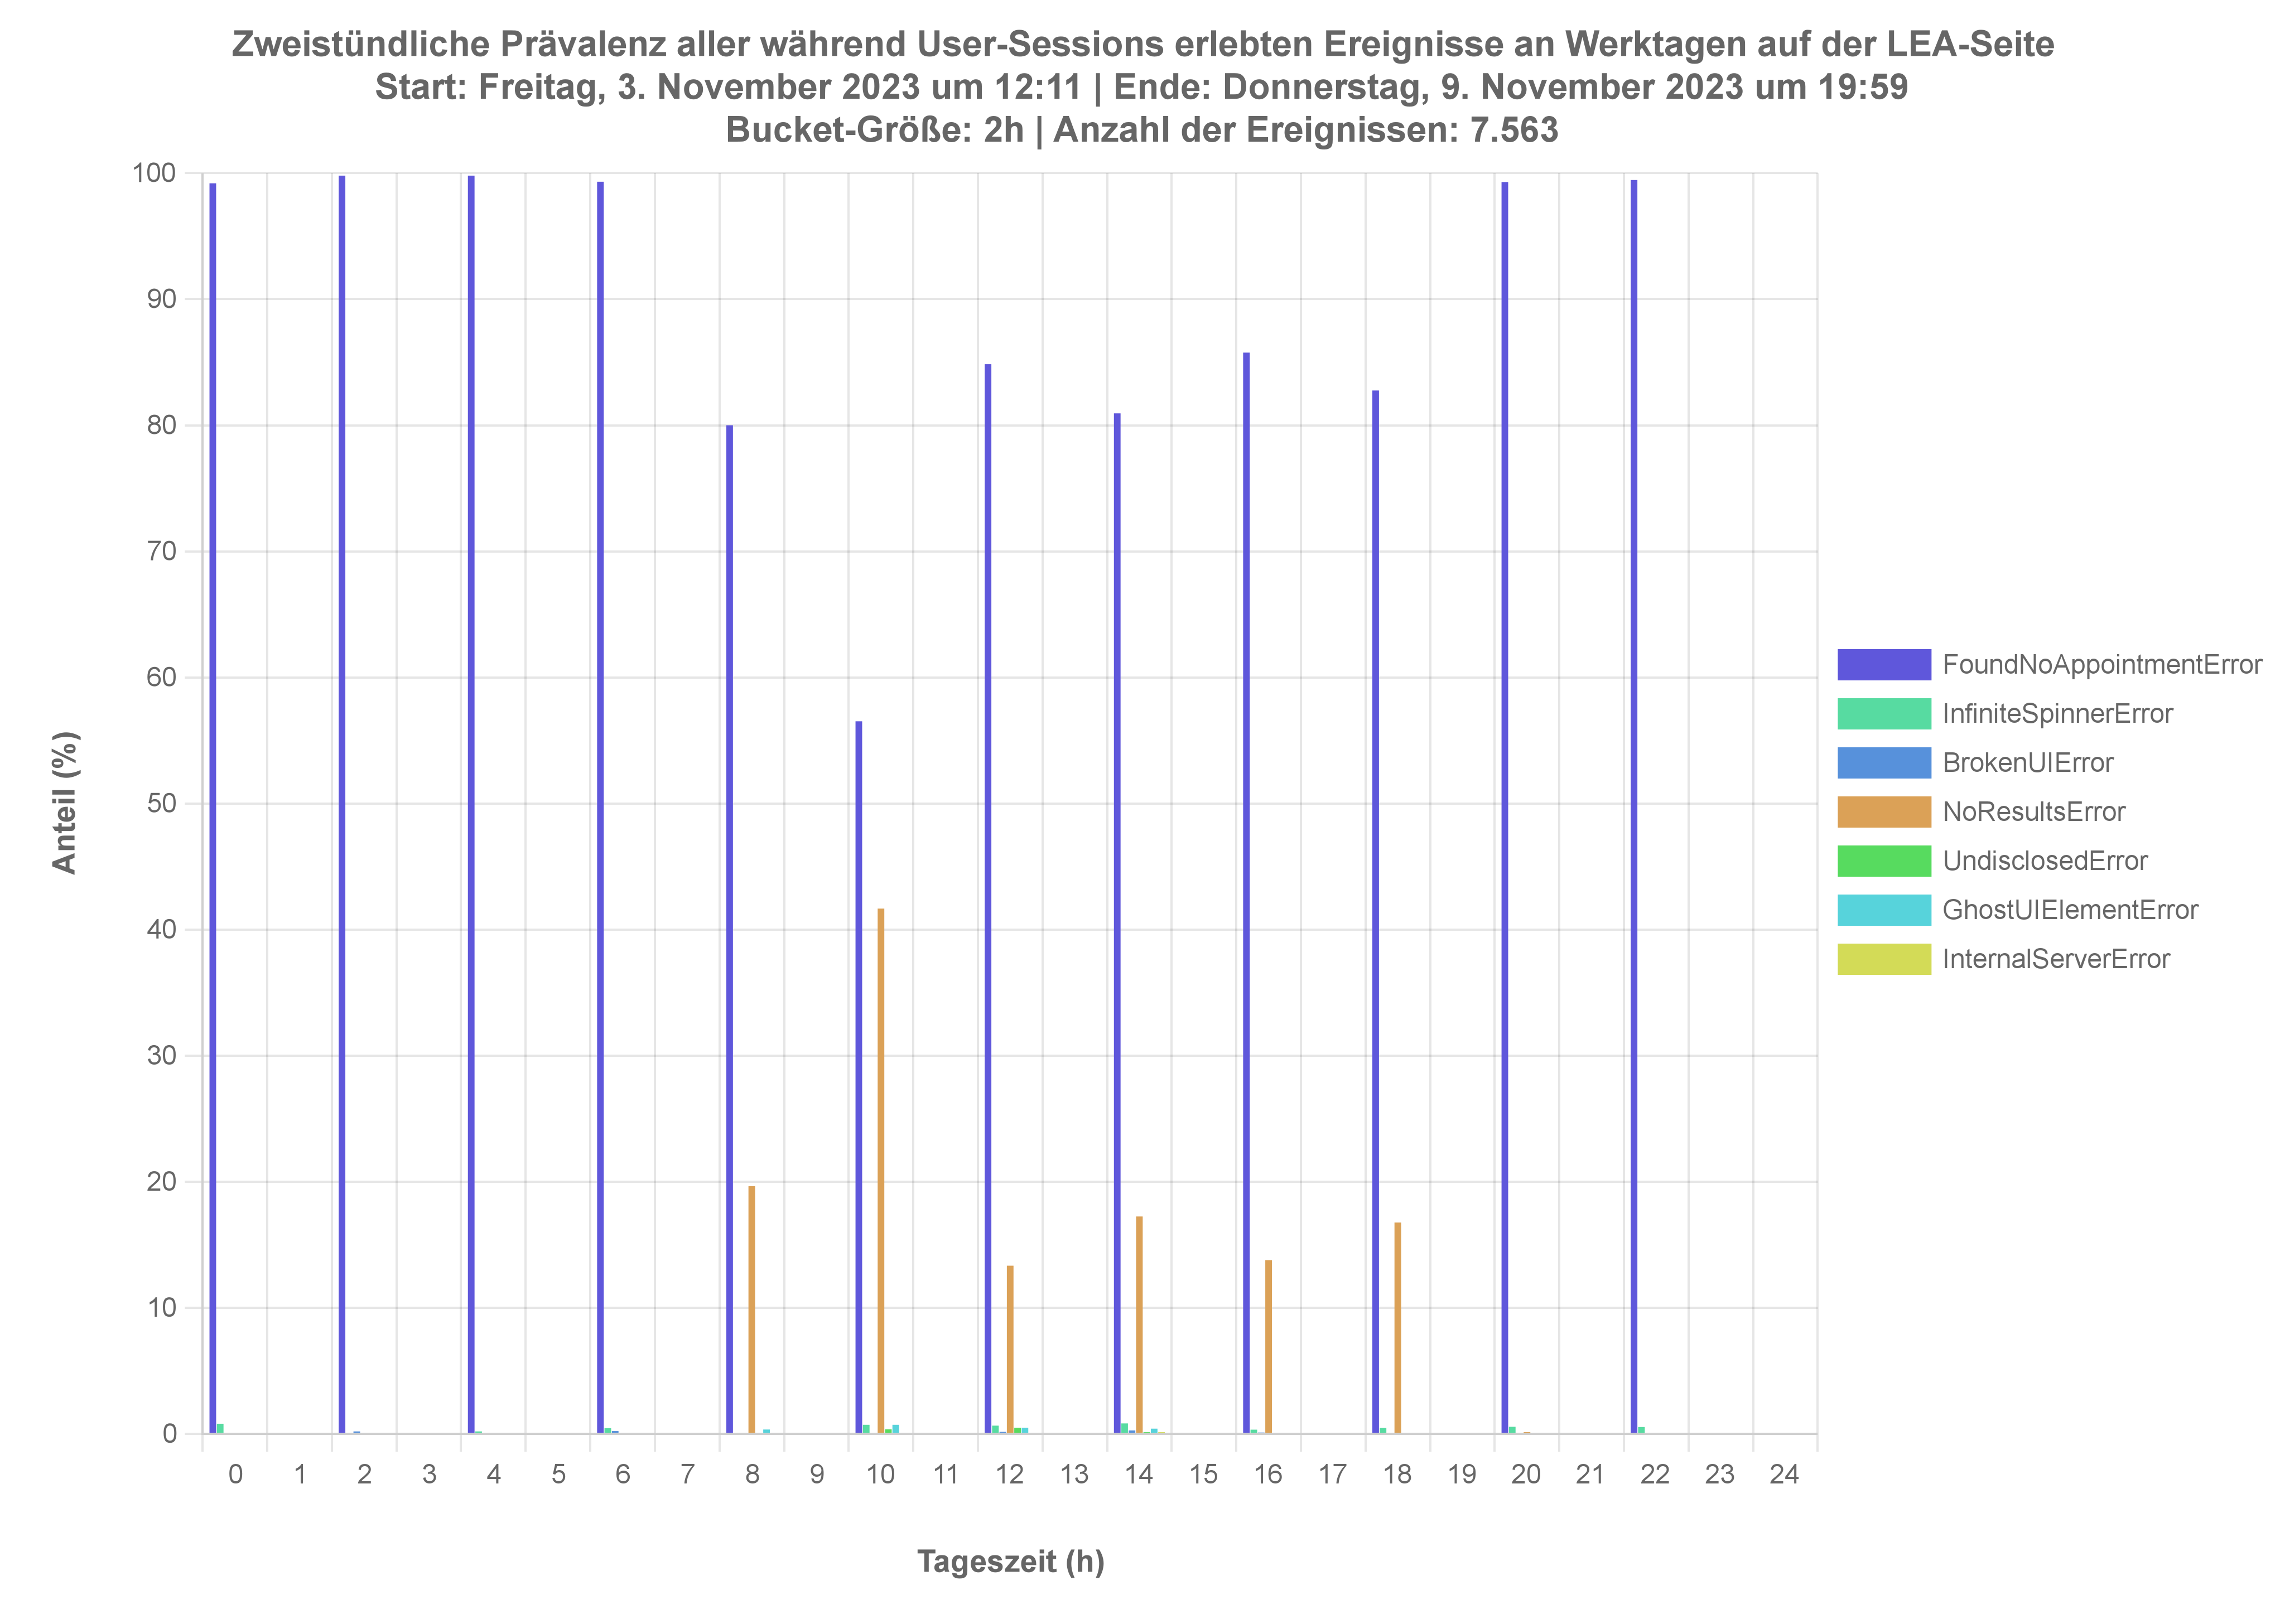 Zweistündliche Prävalenz aller während User-Sessions erlebten Ereignisse an Werktagen auf der LEA-Seite
Start: Freitag, 3. November 2023 um 12:11 | Ende: Donnerstag, 9. November 2023 um 19:59
Bucket-Größe: 2h | Anzahl der Ereignissen: 7.563
100
90
80
70
60
50
40
30
20
10
0
Anteil (%)
0 1 2 3 4 5 6 7 8 9 10 11 12 13 14 15 16 17 18 19 20 21 22 23 24
Tageszeit (h)
FoundNoAppointmentError
InfiniteSpinnerError
BrokenUIError
NoResultsError
UndisclosedError
GhostUIElementError
InternalServerError